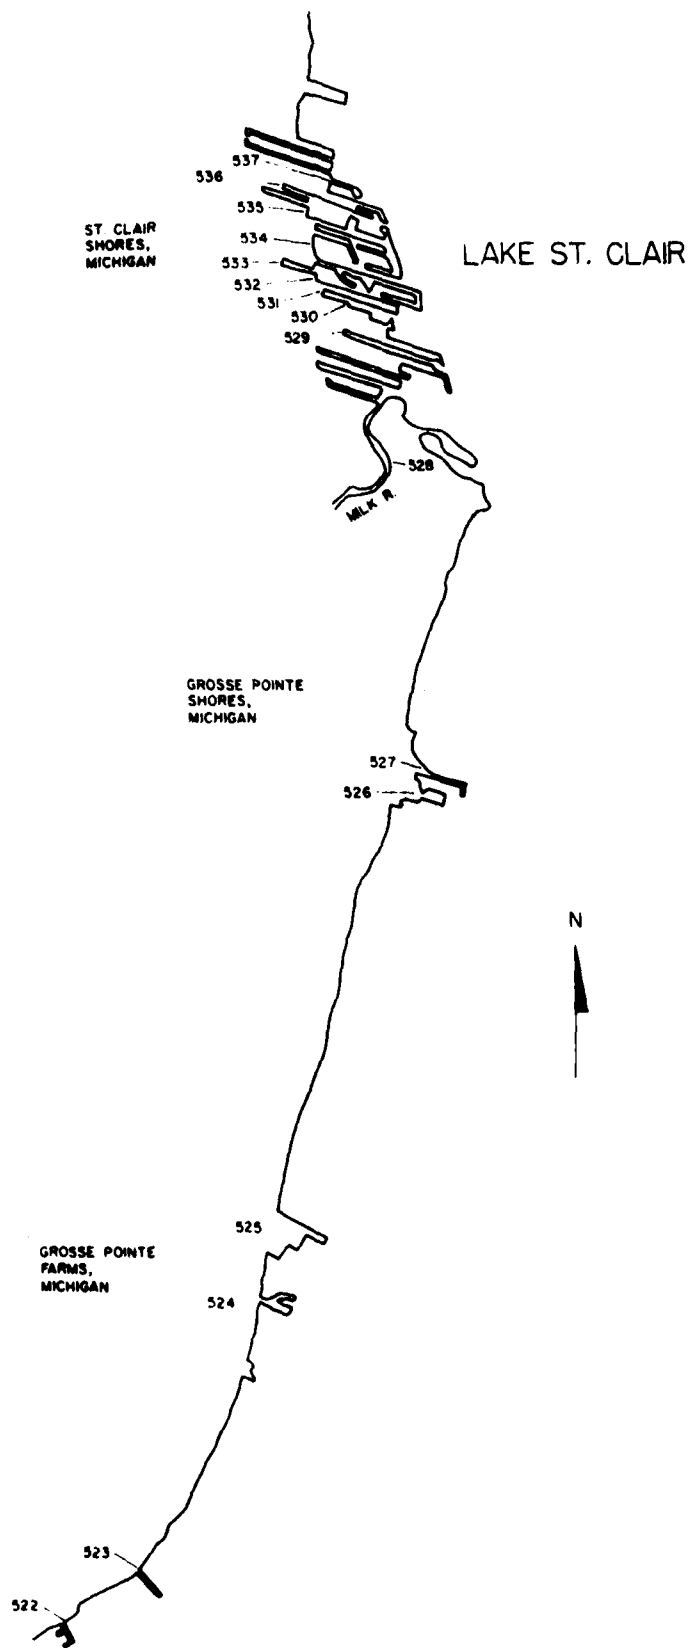 537
536
535
ST. CLAIR
SHORES,
MICHIGAN
534
LAKE ST. CLAIR
533
532
531
530
529
528
MILK R.
GROSSE POINTE
SHORES,
MICHIGAN
527
526
N
525
GROSSE POINTE
FARMS,
MICHIGAN
524
523
522